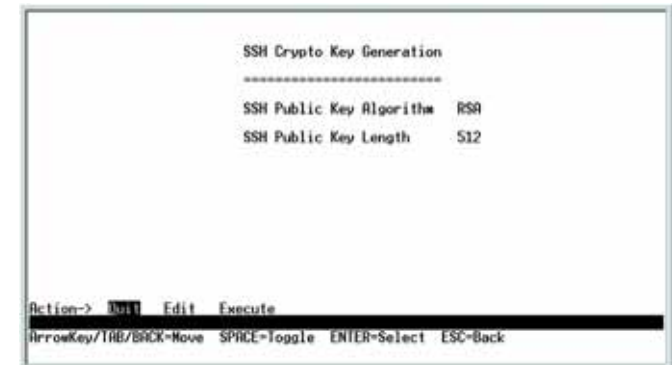 SSH Crypto Key Generation
=========================
SSH Public Key Algorithm RSA
SSH Public Key Length 512
Action-> Quit Edit Execute
ArrowKey/TAB/BACK=Move SPACE=Toggle ENTER=Select ESC=Back